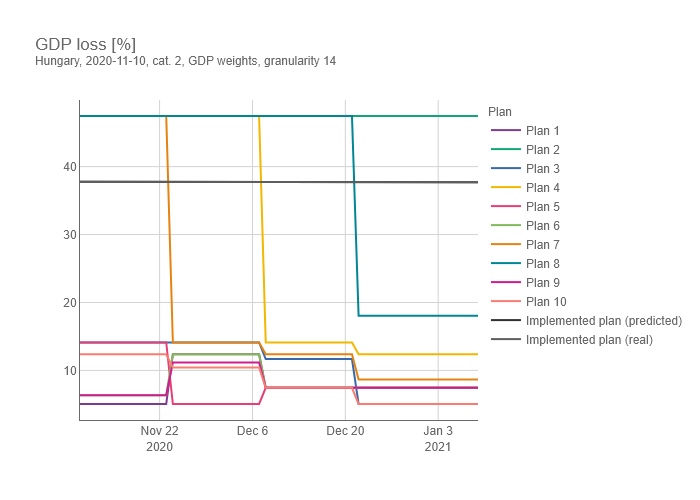 GDP loss [%]
Hungary, 2020-11-10, cat. 2, GDP weights, granularity 14
40
30
20
10
Nov 22
2020
Dec 6
Dec 20
Jan 3
2021
Plan
Plan 1
Plan 2
Plan 3
Plan 4
Plan 5
Plan 6
Plan 7
Plan 8
Plan 9
Plan 10
Implemented plan (predicted)
Implemented plan (real)